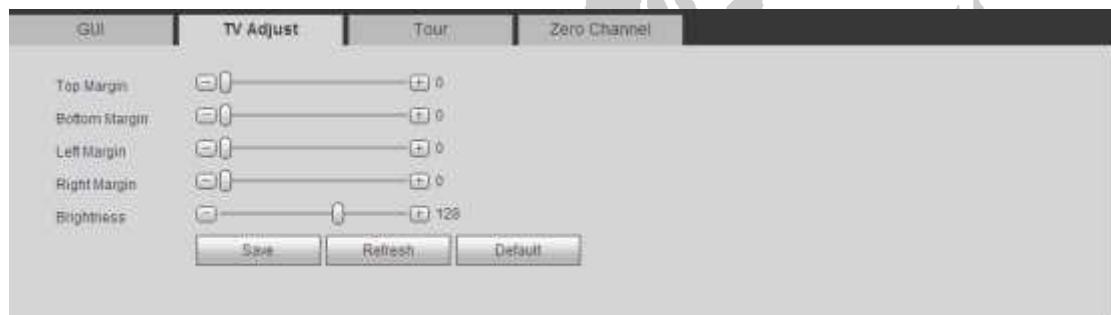 GUI TV Adjust Tour Zero Channel
Top Margin - + 0
Bottom Margin - + 0
Left Margin - + 0
Right Margin - + 0
Brightness - + 128
Save Refresh Default